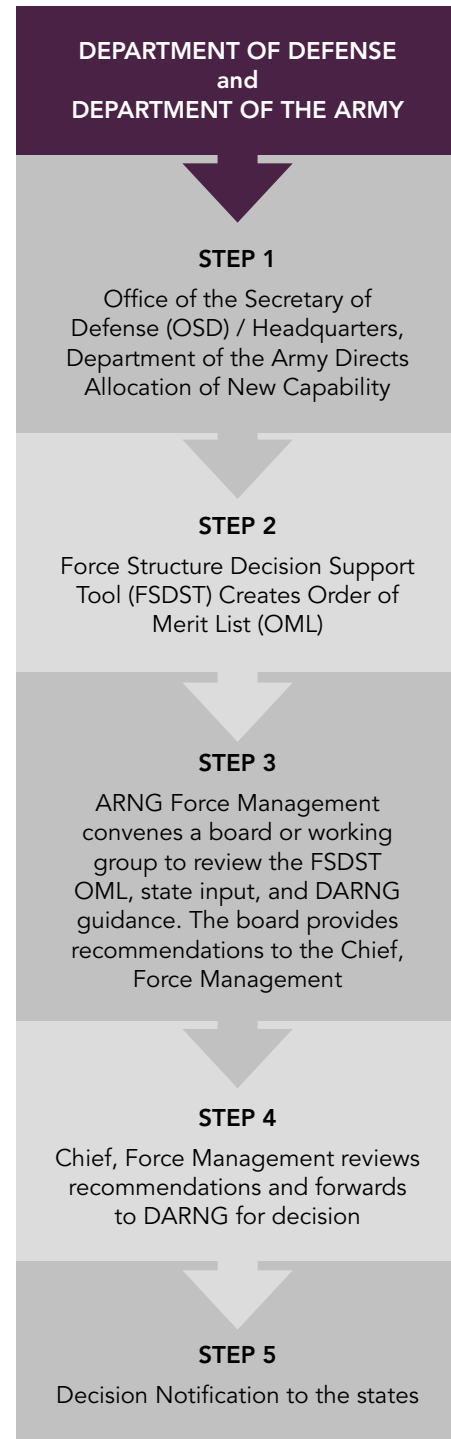 DEPARTMENT OF DEFENSE
and
DEPARTMENT OF THE ARMY
STEP 1
Office of the Secretary of
Defense (OSD) / Headquarters,
Department of the Army Directs
Allocation of New Capability
STEP 2
Force Structure Decision Support
Tool (FSDST) Creates Order of
Merit List (OML)
STEP 3
ARNG Force Management
convenes a board or working
group to review the FSDST
OML, state input, and DARNG
guidance. The board provides
recommendations to the Chief,
Force Management
STEP 4
Chief, Force Management reviews
recommendations and forwards
to DARNG for decision
STEP 5
Decision Notification to the states